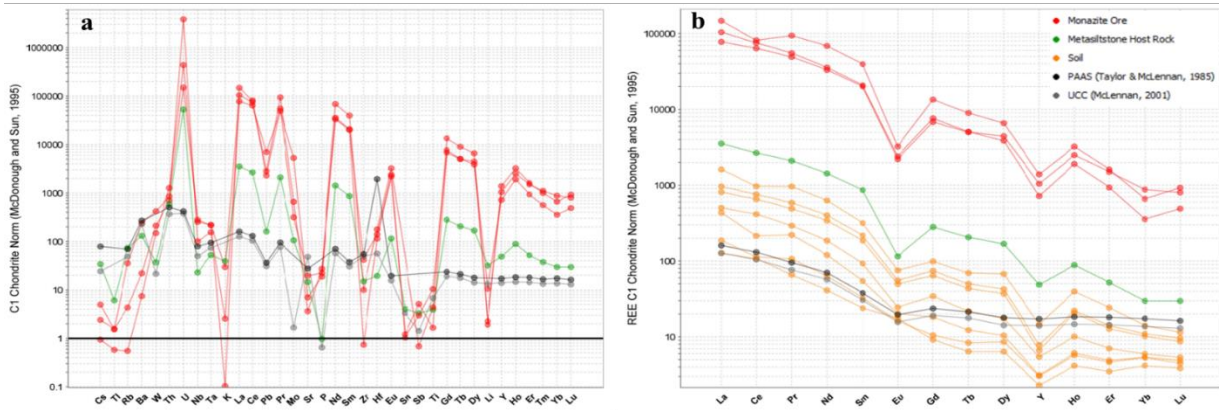 a
C1 Chondrite Norm (McDonough and Sun, 1995)
1000000
100000
10000
1000
100
10
1
0.1
Cs Tl Rb Ba W Th U Nb Ta K La Ce Pb Pr Mo Sr P Nd Sm Zr Hf Eu Sn Sb Ti Gd Tb Dy Li Y Ho Er Tm Yb Lu
b
REE C1 Chondrite Norm (McDonough and Sun, 1995)
100000
10000
1000
100
10
La Ce Pr Nd Sm Eu Gd Tb Dy Y Ho Er Yb Lu
Monazite Ore
Metasiltstone Host Rock
Soil
PAAS (Taylor & McLennan, 1985)
UCC (McLennan, 2001)